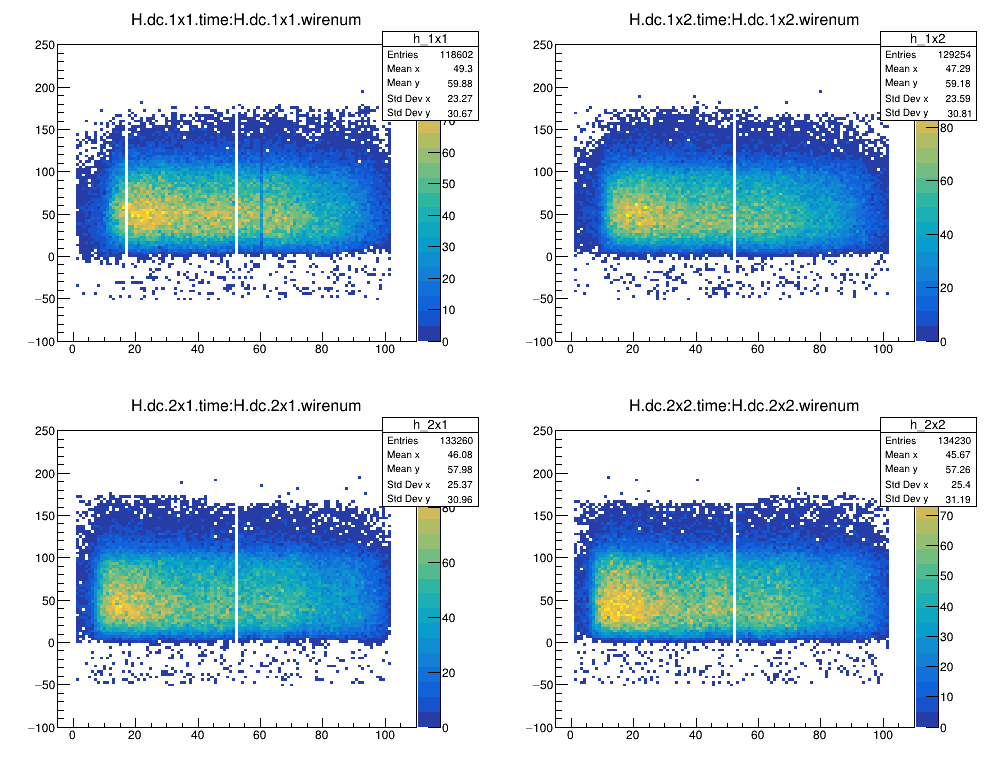 H.dc.1x1.time:H.dc.1x1.wirenum
h_1x1
Entries 118602
Mean x 49.3
Mean y 59.88
Std Dev x 23.27
Std Dev y 30.67
250
200
150
100
50
0
−50
−100
0 20 40 60 80 100
70
60
50
40
30
20
10
0
H.dc.1x2.time:H.dc.1x2.wirenum
h_1x2
Entries 129254
Mean x 47.29
Mean y 59.18
Std Dev x 23.59
Std Dev y 30.81
250
200
150
100
50
0
−50
−100
0 20 40 60 80 100
80
60
40
20
0
H.dc.2x1.time:H.dc.2x1.wirenum
h_2x1
Entries 133260
Mean x 46.08
Mean y 57.98
Std Dev x 25.37
Std Dev y 30.96
250
200
150
100
50
0
−50
−100
0 20 40 60 80 100
80
60
40
20
0
H.dc.2x2.time:H.dc.2x2.wirenum
h_2x2
Entries 134230
Mean x 45.67
Mean y 57.26
Std Dev x 25.4
Std Dev y 31.19
250
200
150
100
50
0
−50
−100
0 20 40 60 80 100
70
60
50
40
30
20
10
0